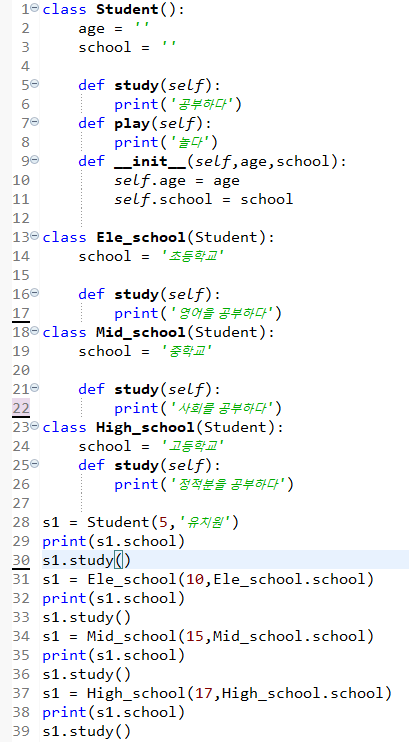 1 class Student():
2     age = ''
3     school = ''
4
5     def study(self):
6         print('공부하다')
7     def play(self):
8         print('놀다')
9     def __init__(self,age,school):
10         self.age = age
11         self.school = school
12
13 class Ele_school(Student):
14     school = '초등학교'
15
16     def study(self):
17         print('영어를 공부하다')
18 class Mid_school(Student):
19     school = '중학교'
20
21     def study(self):
22         print('사회를 공부하다')
23 class High_school(Student):
24     school = '고등학교'
25     def study(self):
26         print('정적분을 공부하다')
27
28 s1 = Student(5,'유치원')
29 print(s1.school)
30 s1.study()
31 s1 = Ele_school(10,Ele_school.school)
32 print(s1.school)
33 s1.study()
34 s1 = Mid_school(15,Mid_school.school)
35 print(s1.school)
36 s1.study()
37 s1 = High_school(17,High_school.school)
38 print(s1.school)
39 s1.study()